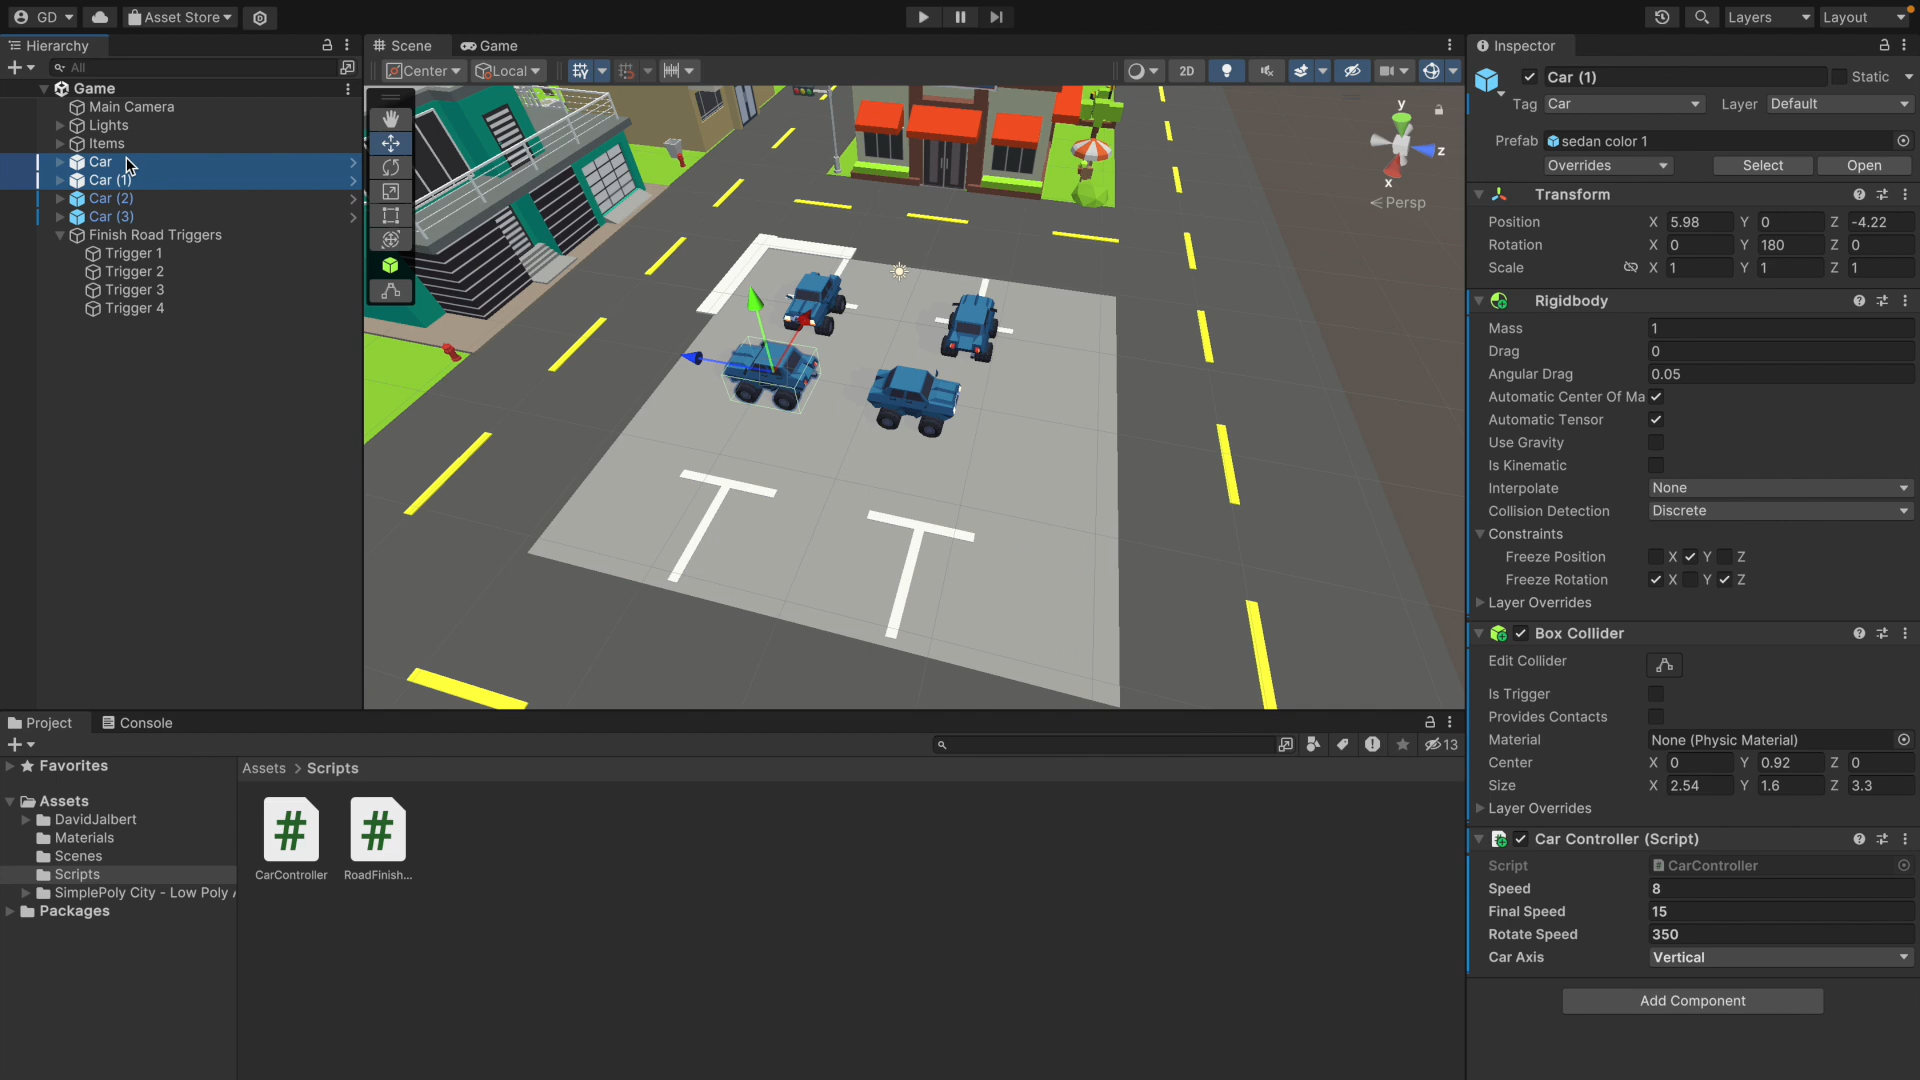 GD
Asset Store
Layers
Layout
Hierarchy
All
Game
Main Camera
Lights
Items
Car
Car (1)
Car (2)
Car (3)
Finish Road Triggers
Trigger 1
Trigger 2
Trigger 3
Trigger 4
Scene
Game
Center
Local
2D
y
z
x
Persp
Inspector
Car (1)
Static
Tag Car
Layer Default
Prefab sedan color 1
Overrides
Select
Open
Transform
Position X 5.98 Y 0 Z -4.22
Rotation X 0 Y 180 Z 0
Scale X 1 Y 1 Z 1
Rigidbody
Mass 1
Drag 0
Angular Drag 0.05
Automatic Center Of Ma
Automatic Tensor
Use Gravity
Is Kinematic
Interpolate None
Collision Detection Discrete
Constraints
Freeze Position X Y Z
Freeze Rotation X Y Z
Layer Overrides
Box Collider
Edit Collider
Is Trigger
Provides Contacts
Material None (Physic Material)
Center X 0 Y 0.92 Z 0
Size X 2.54 Y 1.6 Z 3.3
Layer Overrides
Car Controller (Script)
Script CarController
Speed 8
Final Speed 15
Rotate Speed 350
Car Axis Vertical
Add Component
Project
Console
13
Favorites
Assets
DavidJalbert
Materials
Scenes
Scripts
SimplePoly City - Low Poly
Packages
Assets > Scripts
#
CarController
#
RoadFinish...